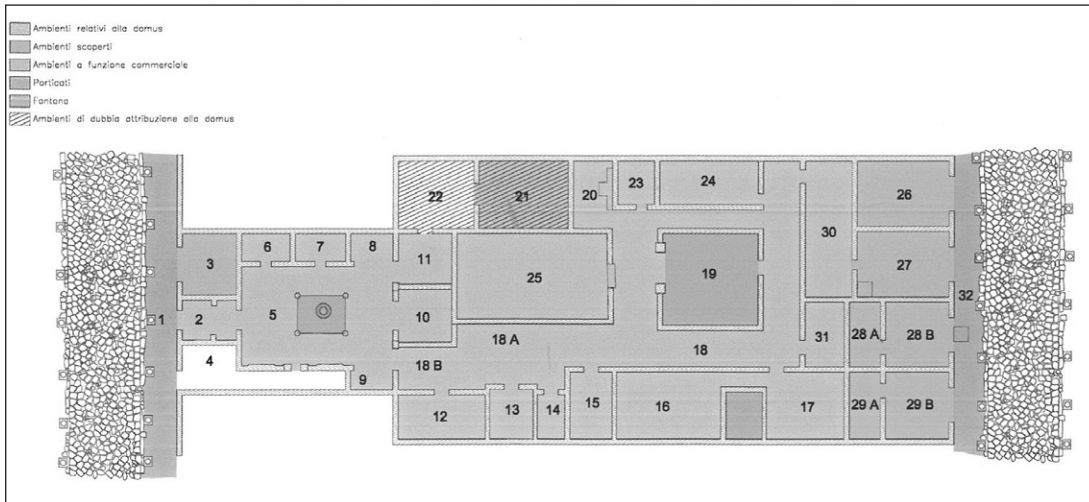 Ambienti relativi alla domus
Ambienti scoperti
Ambienti a funzione commerciale
Porticati
Fontana
Ambienti di dubbia attribuzione alla domus
22
21
20
23
24
26
3
6
7
8
11
25
30
19
27
1
2
5
10
32
4
18 A
18
31
28 A
28 B
18 B
9
12
13
14
15
16
17
29 A
29 B